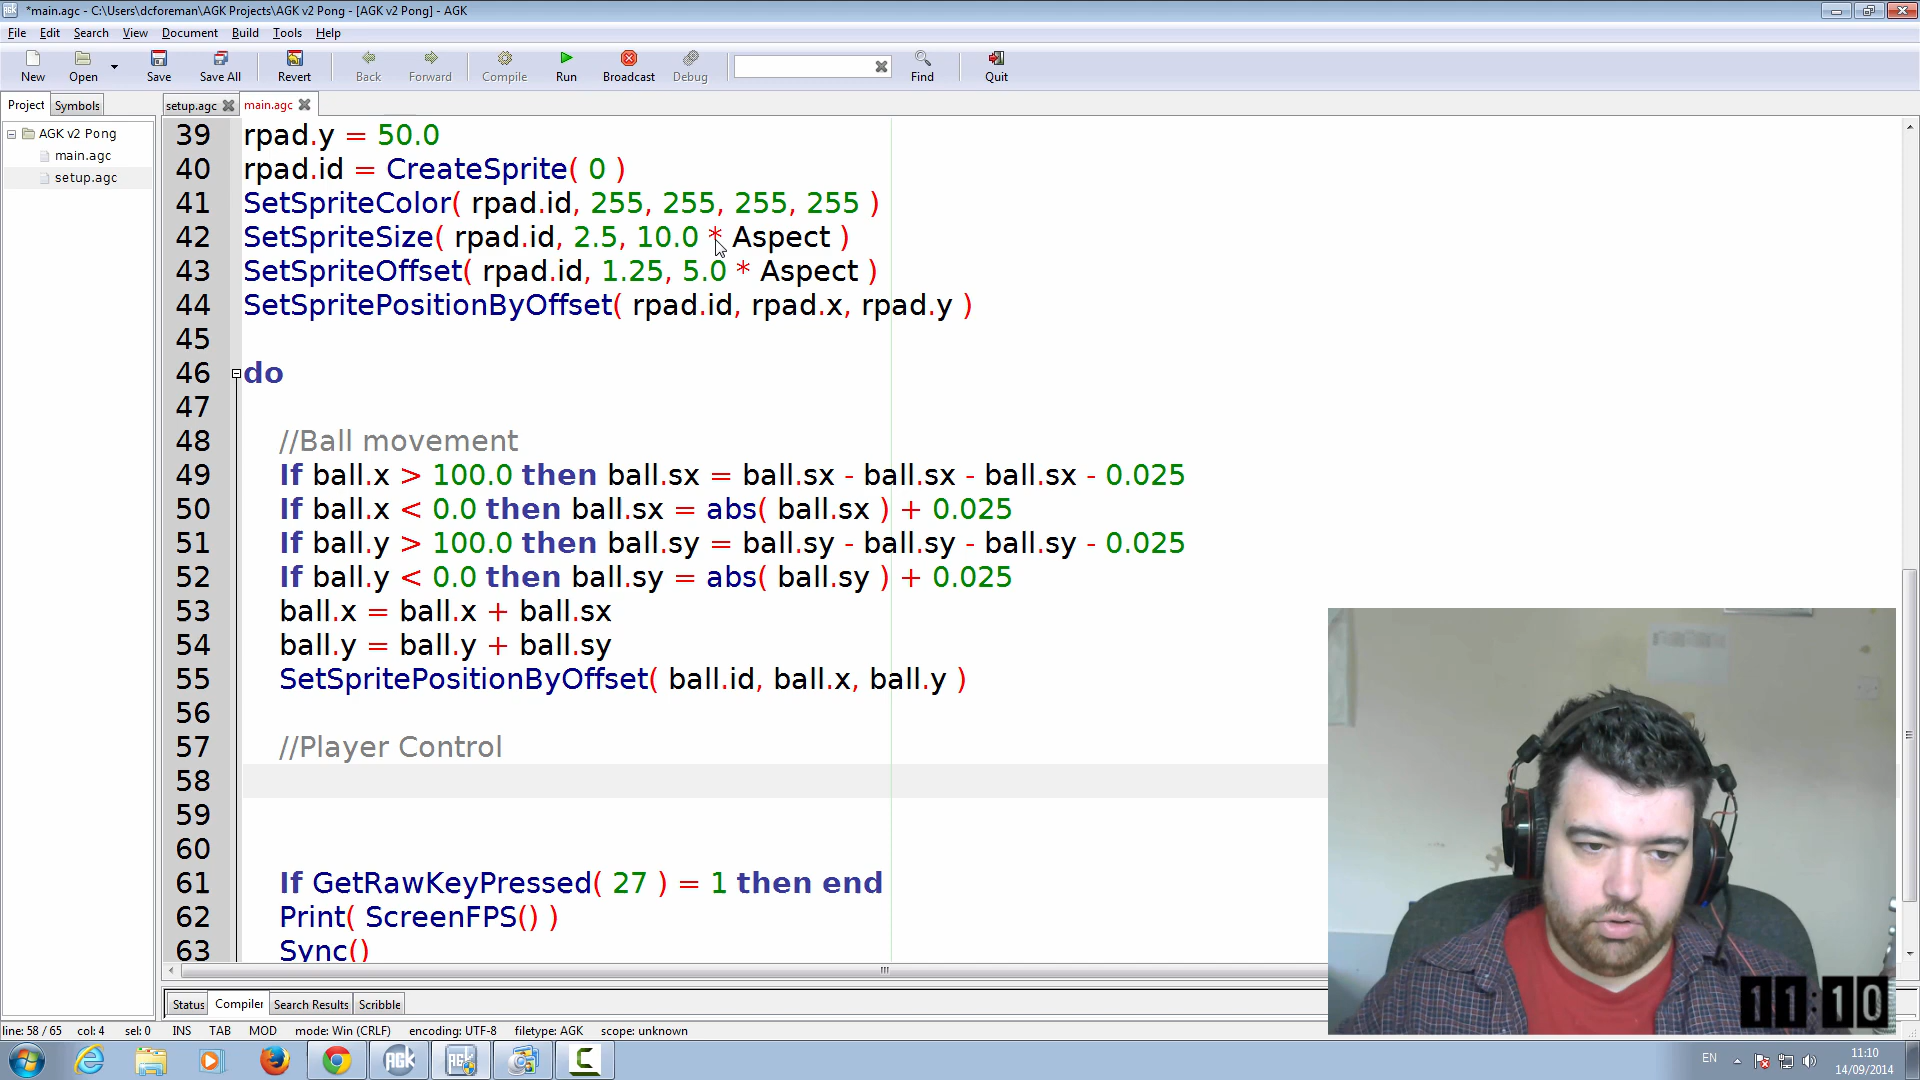 *main.agc - C:\Users\dcforeman\AGK Projects\AGK v2 Pong - [AGK v2 Pong] - AGK
File Edit Search View Document Build Tools Help
New Open Save Save All Revert Back Forward Compile Run Broadcast Debug Find Quit
Project Symbols setup.agc main.agc
AGK v2 Pong
main.agc
setup.agc
39 rpad.y = 50.0
40 rpad.id = CreateSprite( 0 )
41 SetSpriteColor( rpad.id, 255, 255, 255, 255 )
42 SetSpriteSize( rpad.id, 2.5, 10.0 * Aspect )
43 SetSpriteOffset( rpad.id, 1.25, 5.0 * Aspect )
44 SetSpritePositionByOffset( rpad.id, rpad.x, rpad.y )
45
46 do
47
48 //Ball movement
49 If ball.x > 100.0 then ball.sx = ball.sx - ball.sx - ball.sx - 0.025
50 If ball.x < 0.0 then ball.sx = abs( ball.sx ) + 0.025
51 If ball.y > 100.0 then ball.sy = ball.sy - ball.sy - ball.sy - 0.025
52 If ball.y < 0.0 then ball.sy = abs( ball.sy ) + 0.025
53 ball.x = ball.x + ball.sx
54 ball.y = ball.y + ball.sy
55 SetSpritePositionByOffset( ball.id, ball.x, ball.y )
56
57 //Player Control
58
59
60
61 If GetRawKeyPressed( 27 ) = 1 then end
62 Print( ScreenFPS() )
63 Sync()
Status Compiler Search Results Scribble
line: 58 / 65 col: 4 sel: 0 INS TAB MOD mode: Win (CRLF) encoding: UTF-8 filetype: AGK scope: unknown
11:10
AGK AGK
EN 11:10
14/09/2014